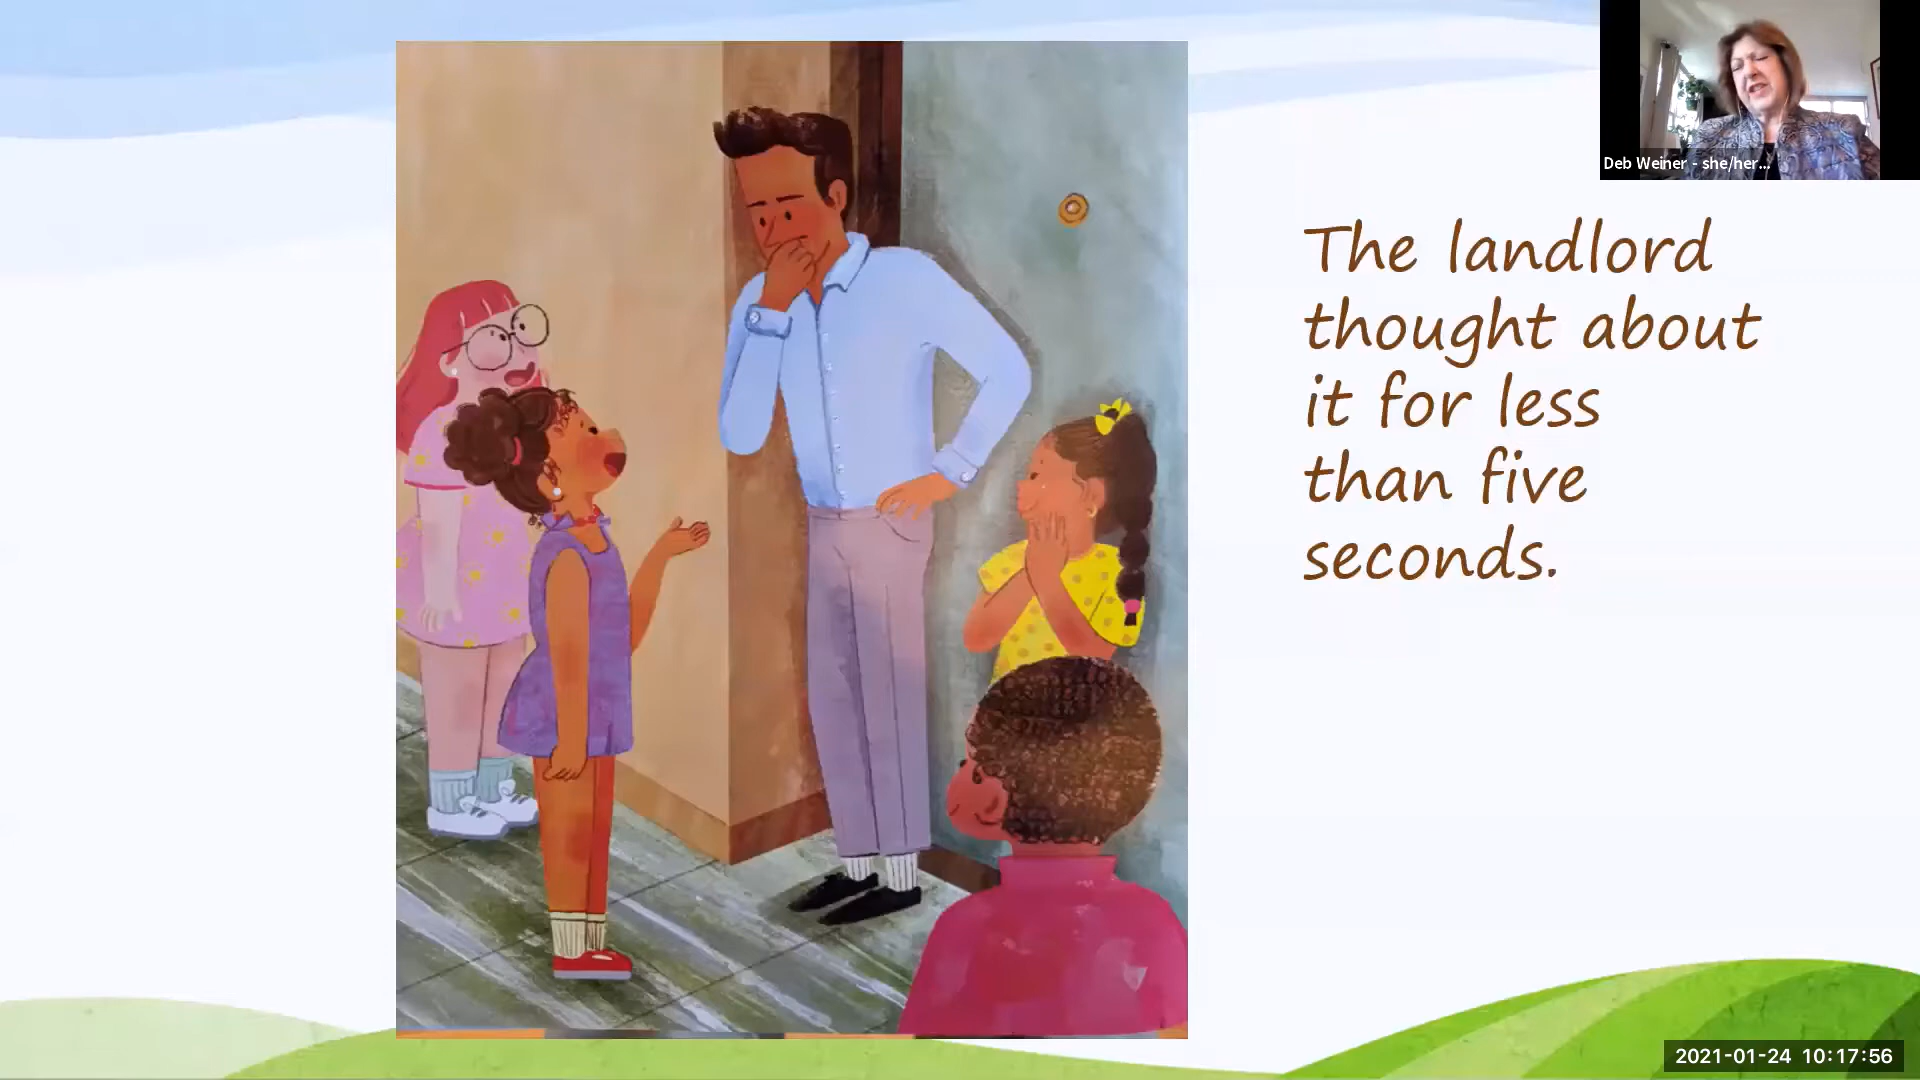 Deb Weiner - she/her...
The landlord
thought about
it for less
than five
seconds.
2021-01-24 10:17:56